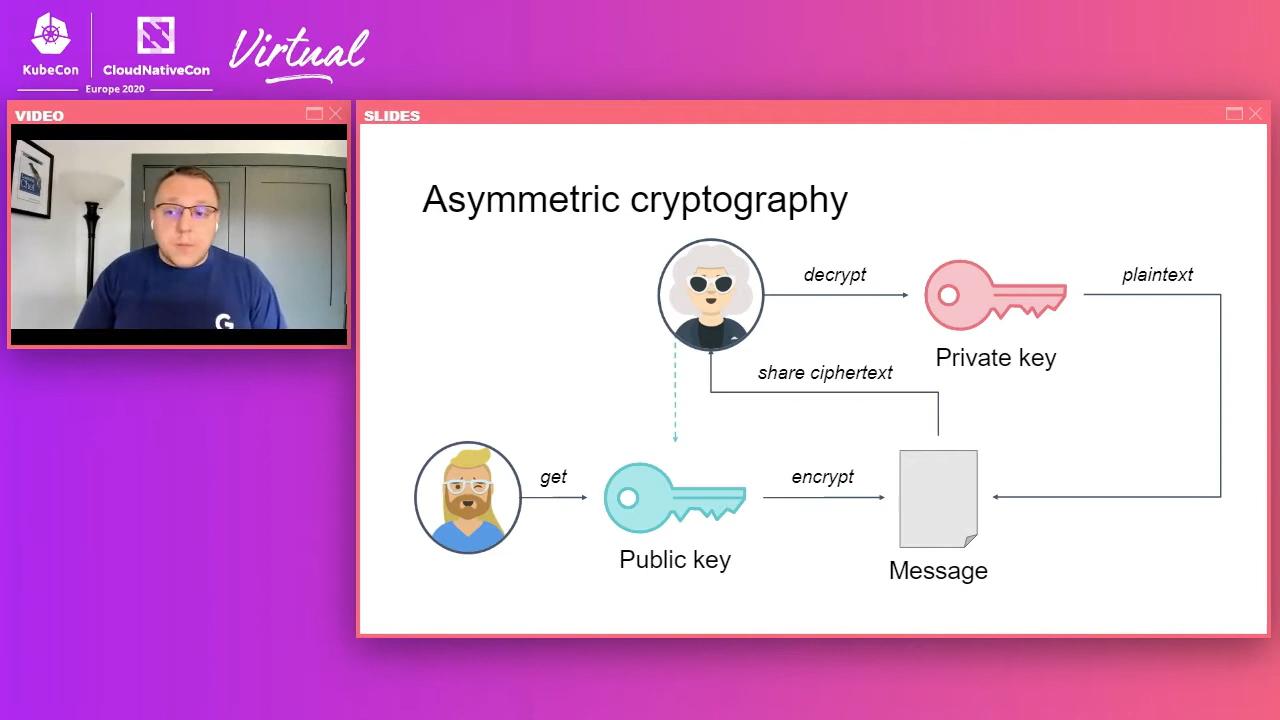 KubeCon
CloudNativeCon
Europe 2020
Virtual
VIDEO
SLIDES
Asymmetric cryptography
decrypt
plaintext
Private key
share ciphertext
get
encrypt
Public key
Message
G